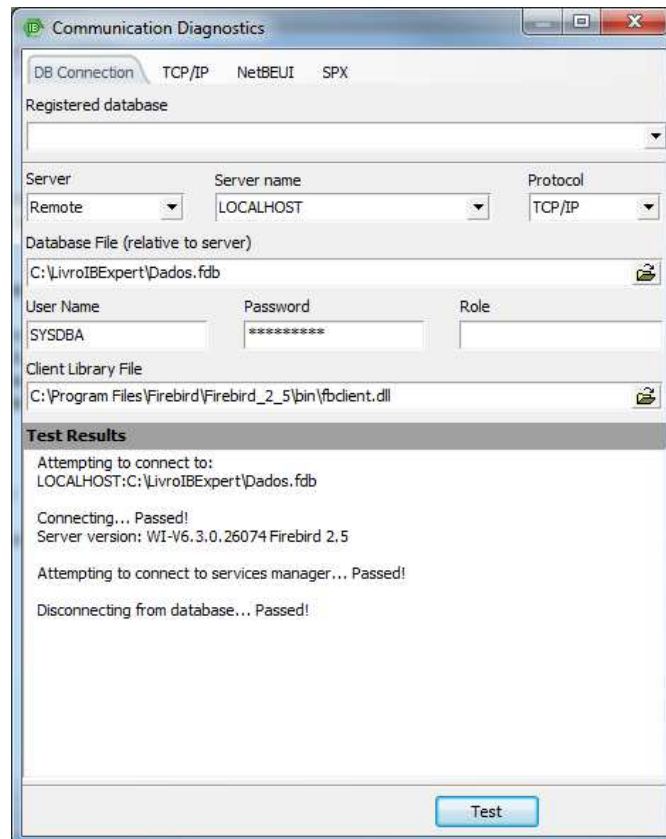 Communication Diagnostics
DB Connection TCP/IP NetBEUI SPX
Registered database
Server Server name Protocol
Remote LOCALHOST TCP/IP
Database File (relative to server)
C:\LivroIBExpert\Dados.fdb
User Name Password Role
SYSDBA *********
Client Library File
C:\Program Files\Firebird\Firebird_2_5\bin\fbclient.dll
Test Results
Attempting to connect to:
LOCALHOST:C:\LivroIBExpert\Dados.fdb
Connecting... Passed!
Server version: WI-V6.3.0.26074 Firebird 2.5
Attempting to connect to services manager... Passed!
Disconnecting from database... Passed!
Test